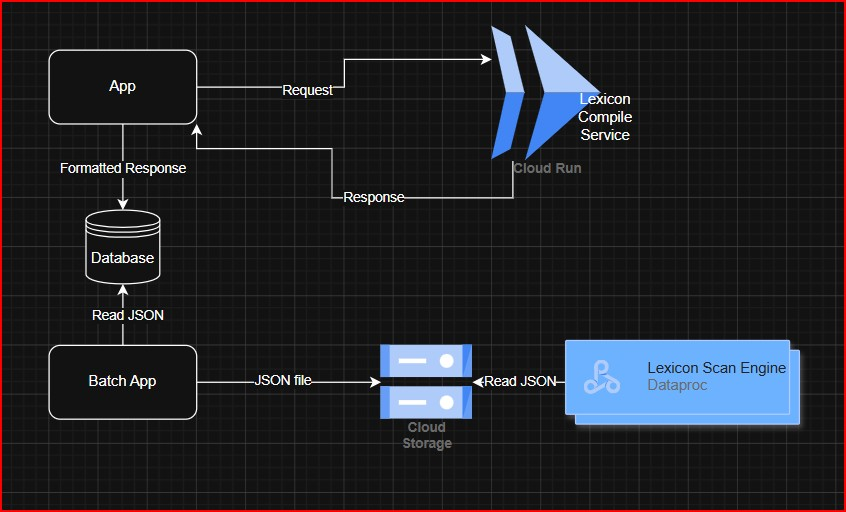 App
Request
Lexicon
Compile
Service
Cloud Run
Formatted Response
Response
Database
Read JSON
Batch App
JSON file
Read JSON
Lexicon Scan Engine
Dataproc
Cloud
Storage